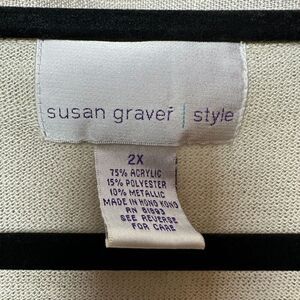 susan graver | style
2X
75% ACRYLIC
15% POLYESTER
10% METALLIC
MADE IN HONG KONG
RN 81893
SEE REVERSE
FOR CARE